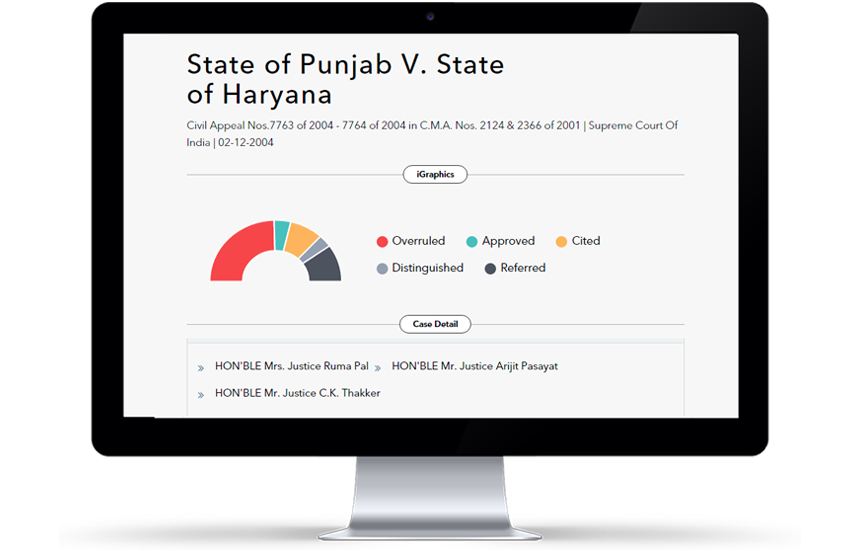 State of Punjab V. State
of Haryana
Civil Appeal Nos.7763 of 2004 - 7764 of 2004 in C.M.A. Nos. 2124 & 2366 of 2001 | Supreme Court Of
India | 02-12-2004
iGraphics
Overruled Approved Cited
Distinguished Referred
Case Detail
HON'BLE Mrs. Justice Ruma Pal HON'BLE Mr. Justice Arijit Pasayat
HON'BLE Mr. Justice C.K. Thakker